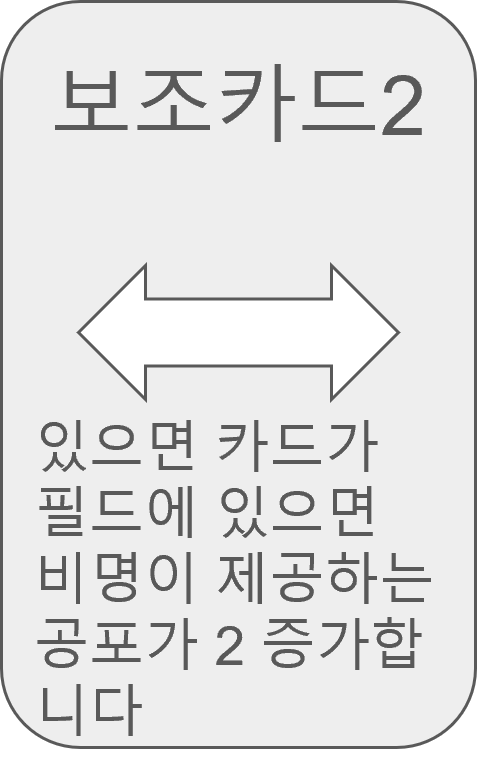 보조카드2
있으면 카드가
필드에 있으면
비명이 제공하는
공포가 2 증가합
니다